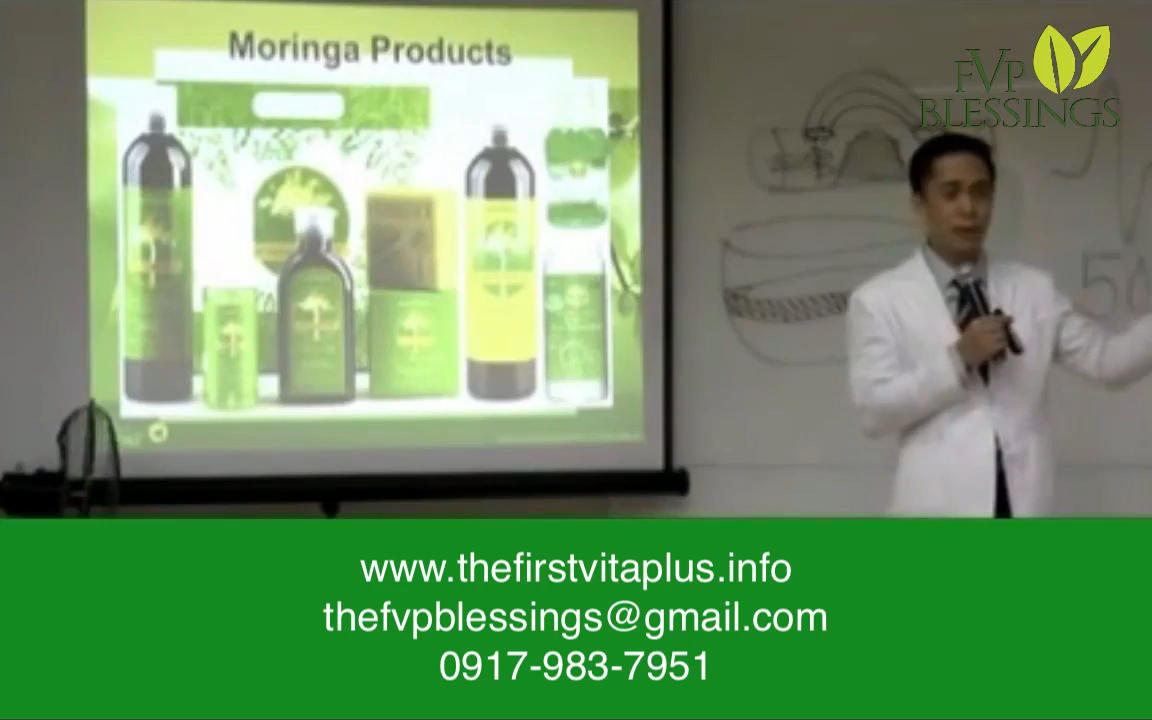 Moringa Products
FVP
BLESSINGS
www.thefirstvitaplus.info
thefvpblessings@gmail.com
0917-983-7951